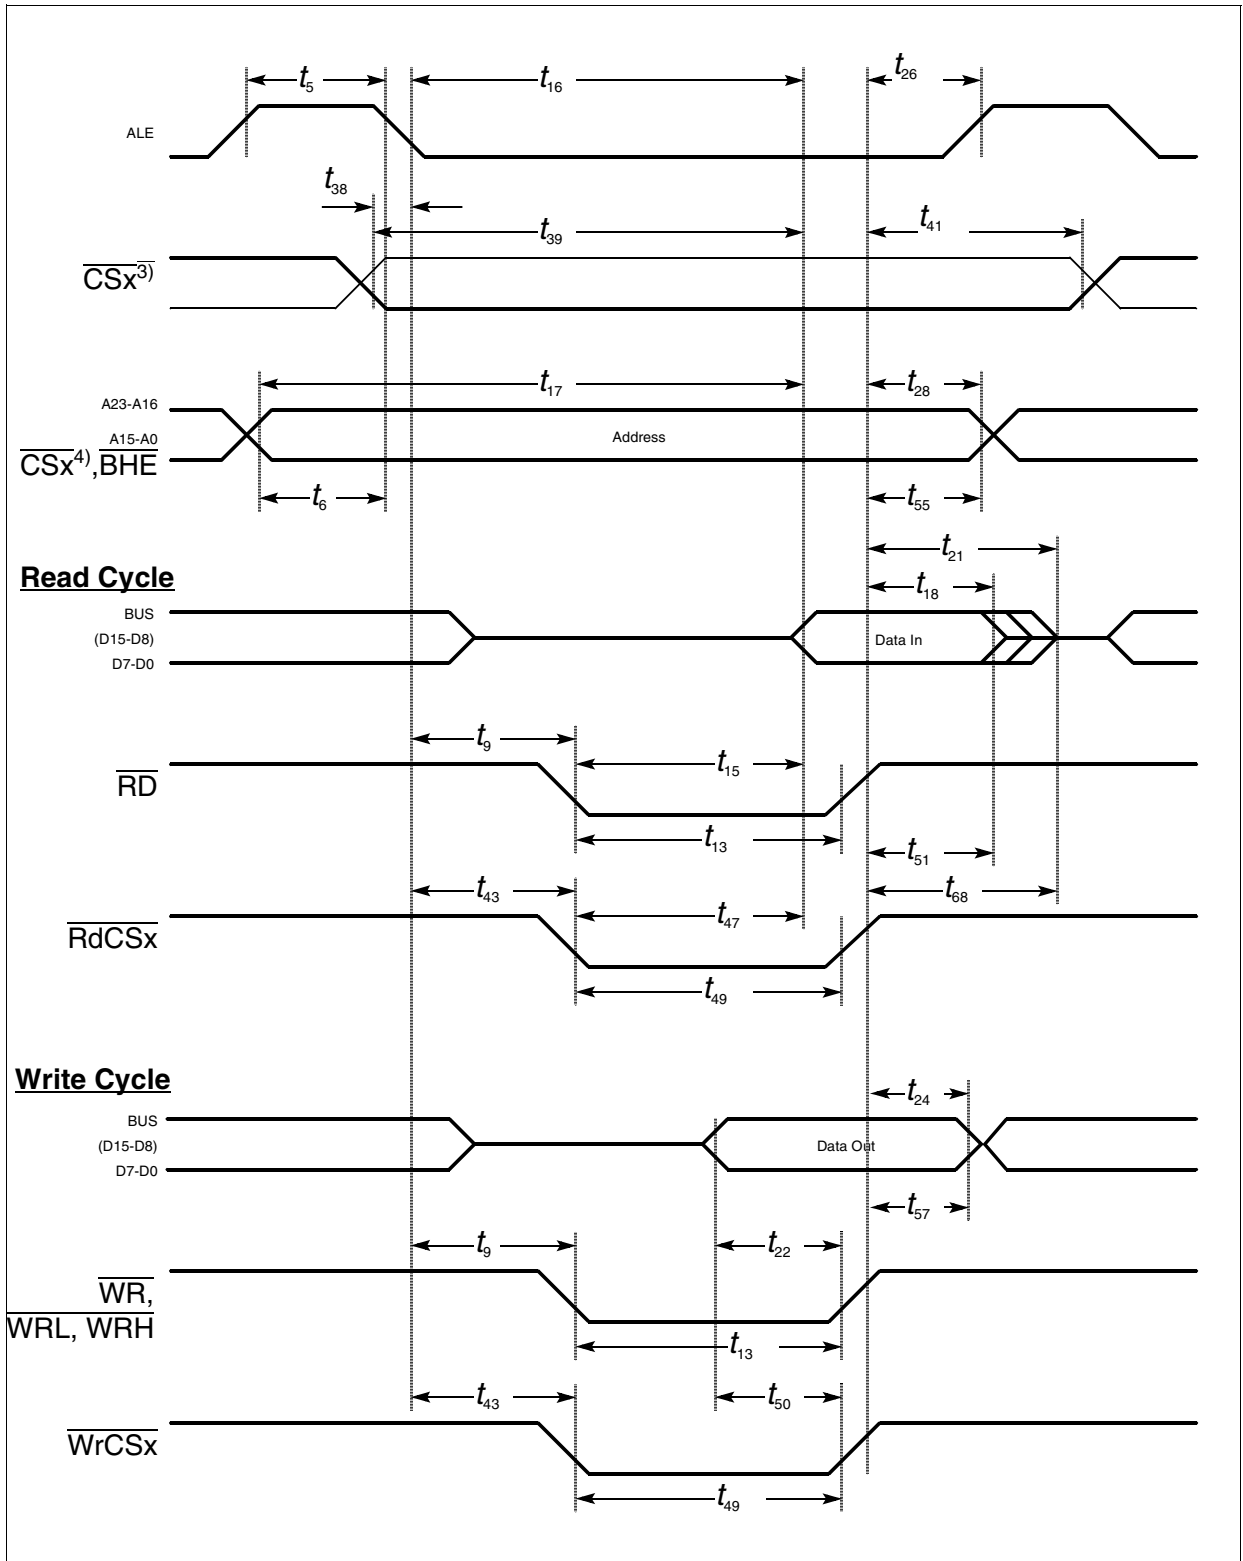 t5
t16
t26
ALE
t38
t39
t41
CSx3)
t17
t28
A23-A16
A15-A0
Address
CSx4),BHE
t6
t55
t21
Read Cycle
t18
BUS
(D15-D8)
Data In
D7-D0
t9
t15
RD
t13
t51
t43
t68
t47
RdCSx
t49
Write Cycle
t24
BUS
(D15-D8)
Data Out
D7-D0
t57
t9
t22
WR,
WRL, WRH
t13
t43
t50
WrCSx
t49